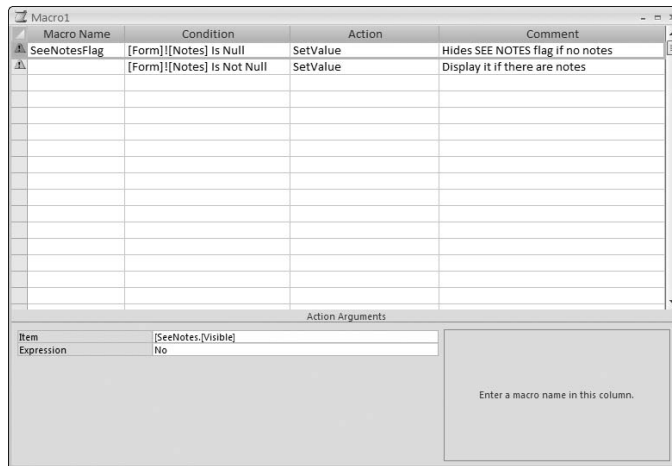 Macro1
Macro Name Condition Action Comment
SeeNotesFlag [Form]![Notes] Is Null SetValue Hides SEE NOTES flag if no notes
[Form]![Notes] Is Not Null SetValue Display it if there are notes
Action Arguments
Item [SeeNotes.[Visible]
Expression No
Enter a macro name in this column.